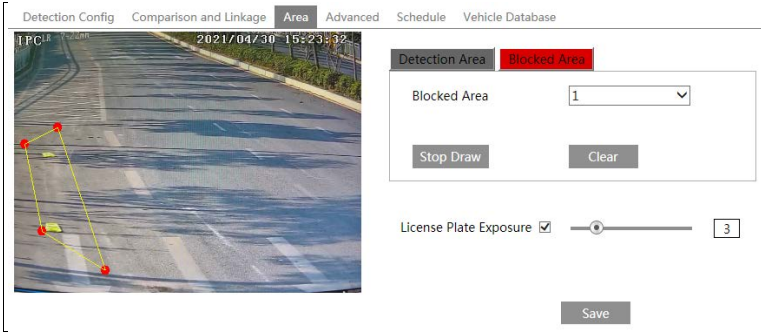 Detection Config Comparison and Linkage Area Advanced Schedule Vehicle Database
IPC 2021/04/30 15:23:32
Detection Area Blocked Area
Blocked Area 1
Stop Draw Clear
License Plate Exposure 3
Save